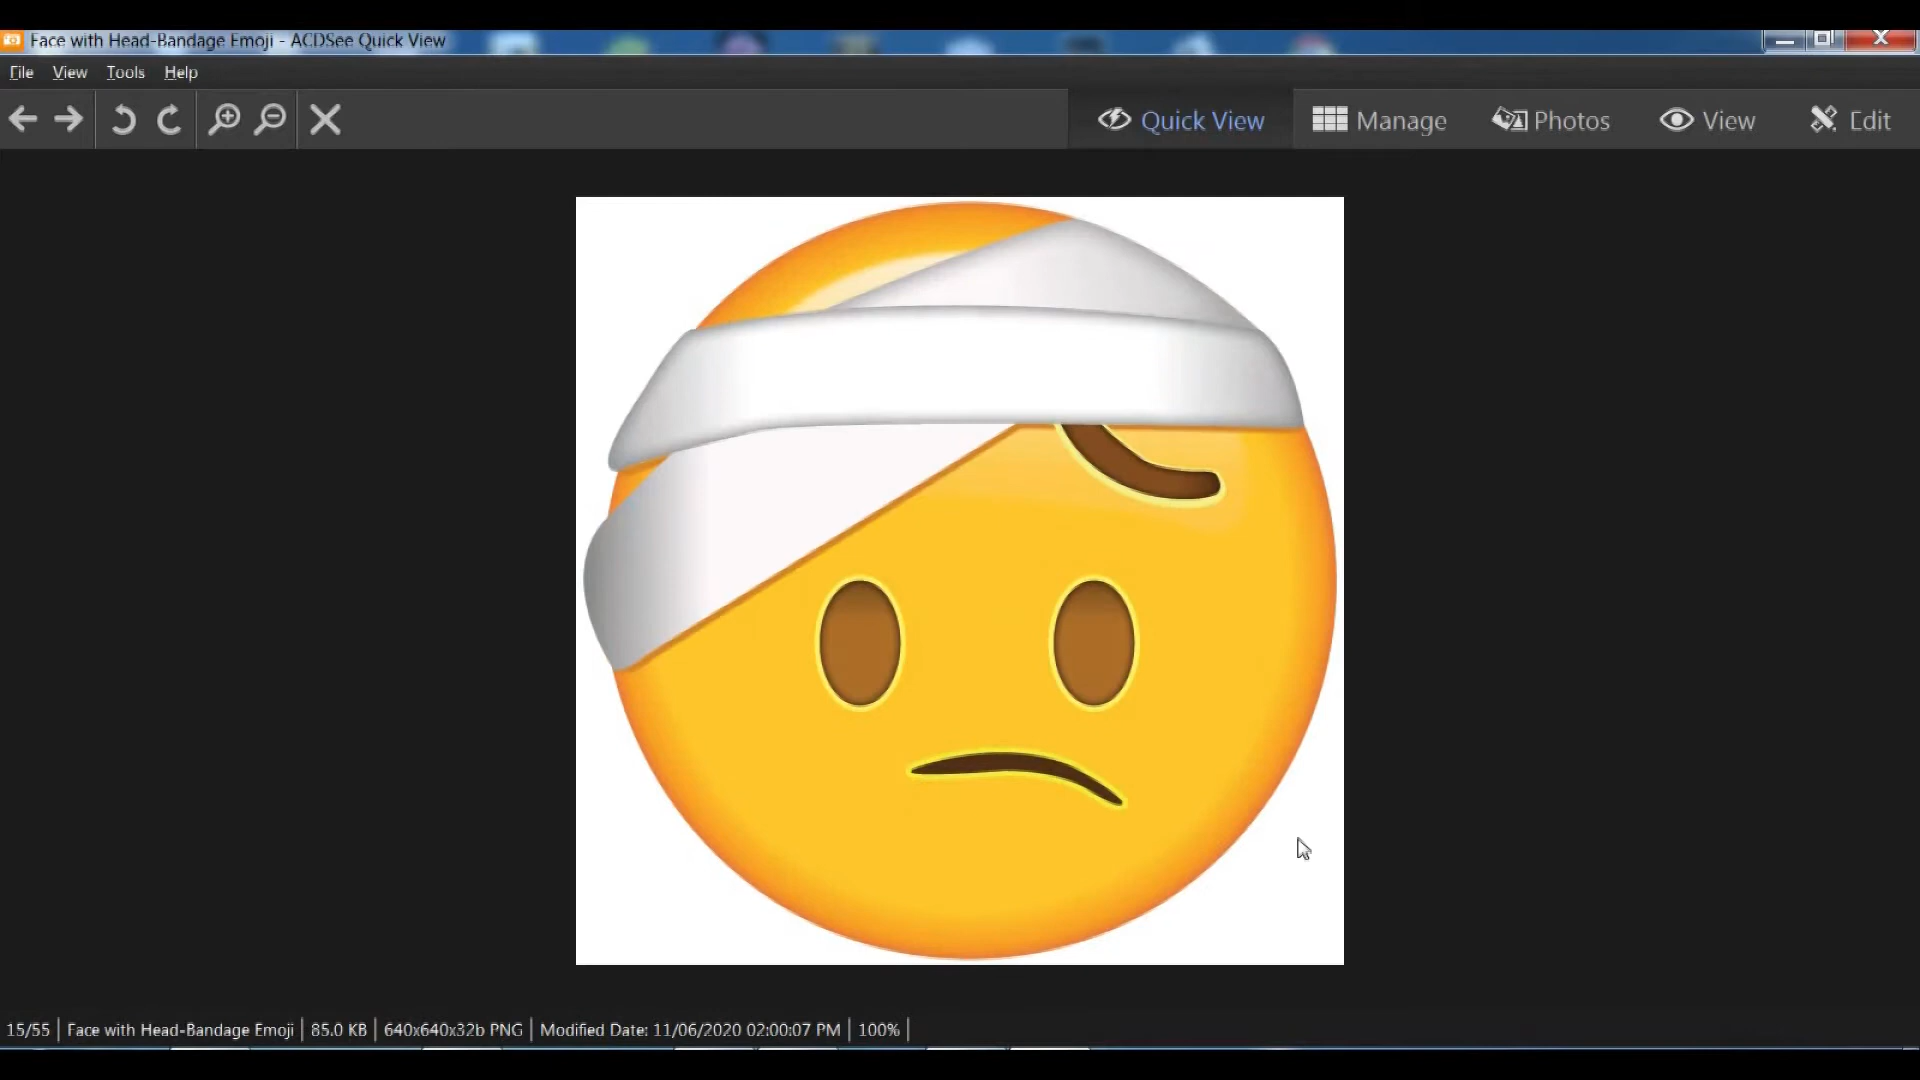 Face with Head-Bandage Emoji - ACDSee Quick View
File View Tools Help
Quick View Manage Photos View Edit
15/55 Face with Head-Bandage Emoji 85.0 KB 640x640x32b PNG Modified Date: 11/06/2020 02:00:07 PM 100%